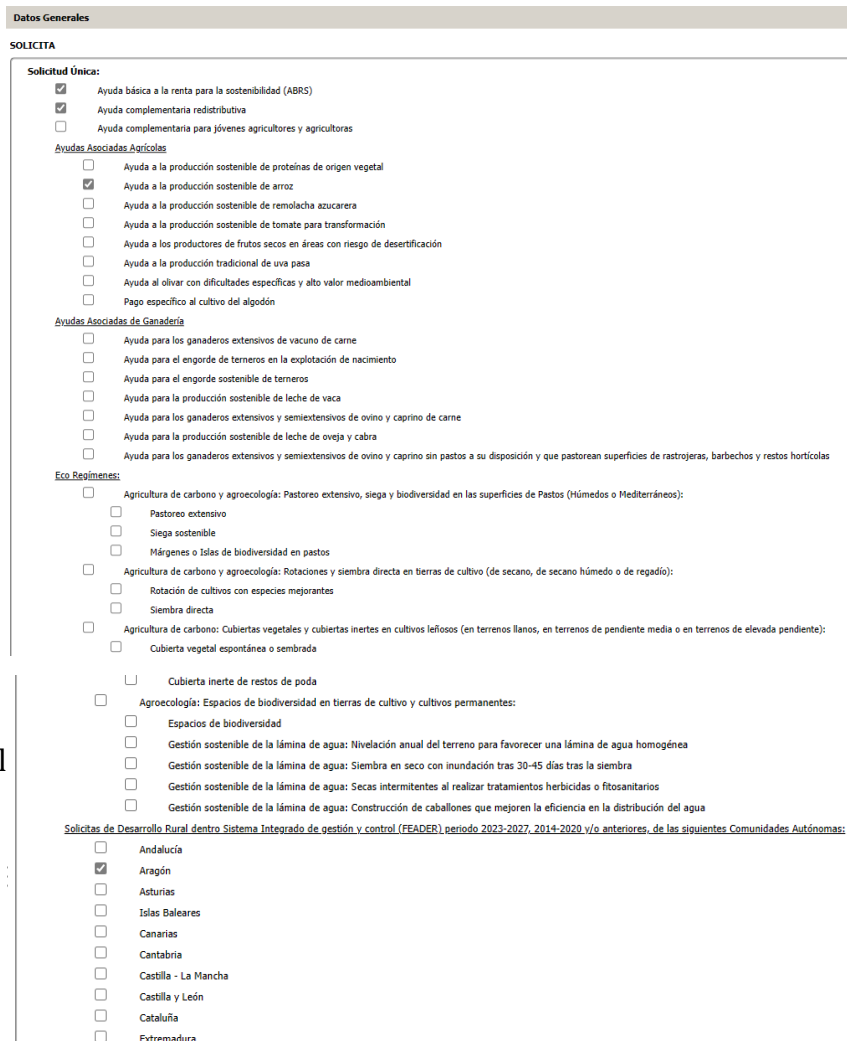 Datos Generales
SOLICITA
Solicitud Única:
Ayuda básica a la renta para la sostenibilidad (ABRS)
Ayuda complementaria redistributiva
Ayuda complementaria para jóvenes agricultores y agricultoras
Ayudas Asociadas Agrícolas
Ayuda a la producción sostenible de proteínas de origen vegetal
Ayuda a la producción sostenible de arroz
Ayuda a la producción sostenible de remolacha azucarera
Ayuda a la producción sostenible de tomate para transformación
Ayuda a los productores de frutos secos en áreas con riesgo de desertificación
Ayuda a la producción tradicional de uva pasa
Ayuda al olivar con dificultades específicas y alto valor medioambiental
Pago específico al cultivo del algodón
Ayudas Asociadas de Ganadería
Ayuda para los ganaderos extensivos de vacuno de carne
Ayuda para el engorde de terneros en la explotación de nacimiento
Ayuda para el engorde sostenible de terneros
Ayuda para la producción sostenible de leche de vaca
Ayuda para los ganaderos extensivos y semiextensivos de ovino y caprino de carne
Ayuda para la producción sostenible de leche de oveja y cabra
Ayuda para los ganaderos extensivos y semiextensivos de ovino y caprino sin pastos a su disposición y que pastorean superficies de rastrojeras, barbechos y restos hortícolas
Eco Regímenes:
Agricultura de carbono y agroecología: Pastoreo extensivo, siega y biodiversidad en las superficies de Pastos (Húmedos o Mediterráneos):
Pastoreo extensivo
Siega sostenible
Márgenes o Islas de biodiversidad en pastos
Agricultura de carbono y agroecología: Rotaciones y siembra directa en tierras de cultivo (de secano, de secano húmedo o de regadío):
Rotación de cultivos con especies mejorantes
Siembra directa
Agricultura de carbono: Cubiertas vegetales y cubiertas inertes en cultivos leñosos (en terrenos llanos, en terrenos de pendiente media o en terrenos de elevada pendiente):
Cubierta vegetal espontánea o sembrada
Cubierta inerte de restos de poda
Agroecología: Espacios de biodiversidad en tierras de cultivo y cultivos permanentes:
Espacios de biodiversidad
Gestión sostenible de la lámina de agua: Nivelación anual del terreno para favorecer una lámina de agua homogénea
l
Gestión sostenible de la lámina de agua: Siembra en seco con inundación tras 30-45 días tras la siembra
Gestión sostenible de la lámina de agua: Secas intermitentes al realizar tratamientos herbicidas o fitosanitarios
Gestión sostenible de la lámina de agua: Construcción de caballones que mejoren la eficiencia en la distribución del agua
Solicitas de Desarrollo Rural dentro Sistema Integrado de gestión y control (FEADER) periodo 2023-2027, 2014-2020 y/o anteriores, de las siguientes Comunidades Autónomas:
Andalucía
Aragón
Asturias
Islas Baleares
Canarias
Cantabria
Castilla - La Mancha
Castilla y León
Cataluña
Extremadura